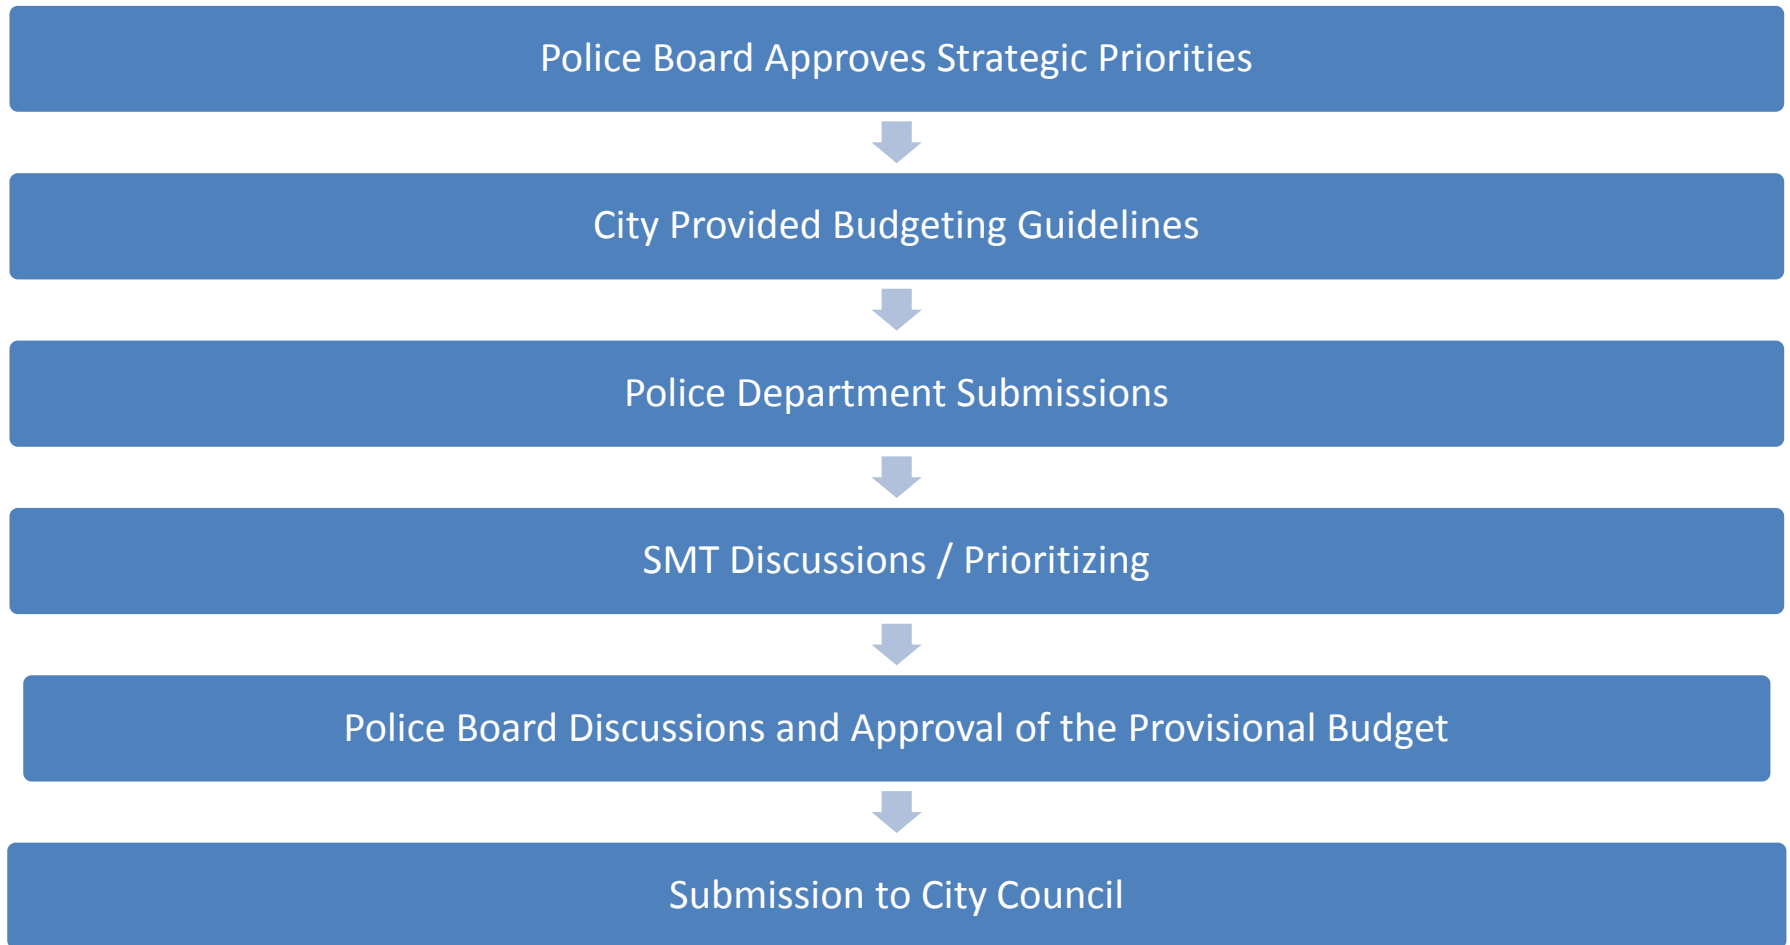 Police Board Approves Strategic Priorities
City Provided Budgeting Guidelines
Police Department Submissions
SMT Discussions / Prioritizing
Police Board Discussions and Approval of the Provisional Budget
Submission to City Council